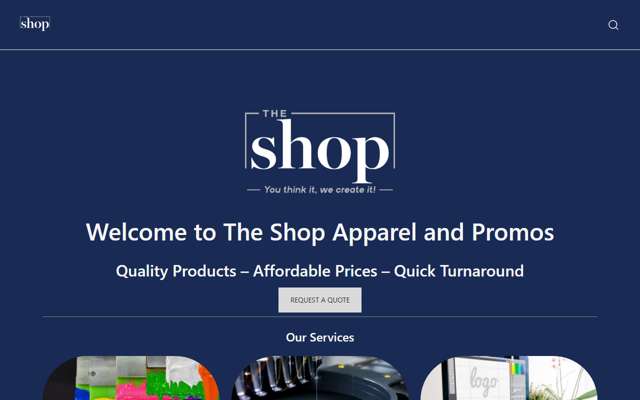 shop
THE
shop
You think it, we create it!
Welcome to The Shop Apparel and Promos
Quality Products – Affordable Prices – Quick Turnaround
REQUEST A QUOTE
Our Services
logo